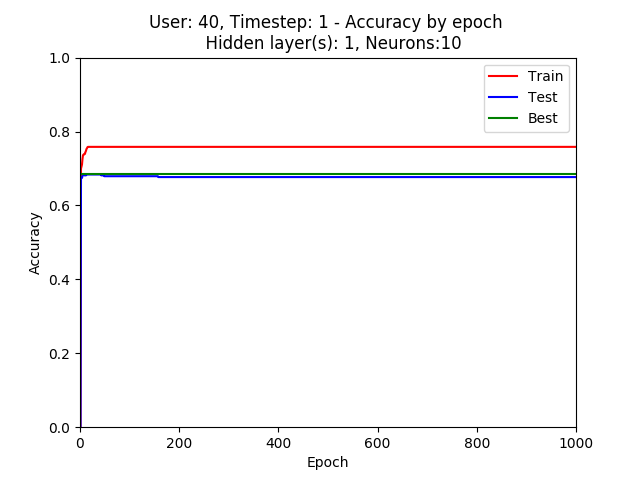 User: 40, Timestep: 1 - Accuracy by epoch
Hidden layer(s): 1, Neurons:10
Train
Test
Best
1.0
0.8
0.6
0.4
0.2
0.0
Accuracy
0
200
400
600
800
1000
Epoch